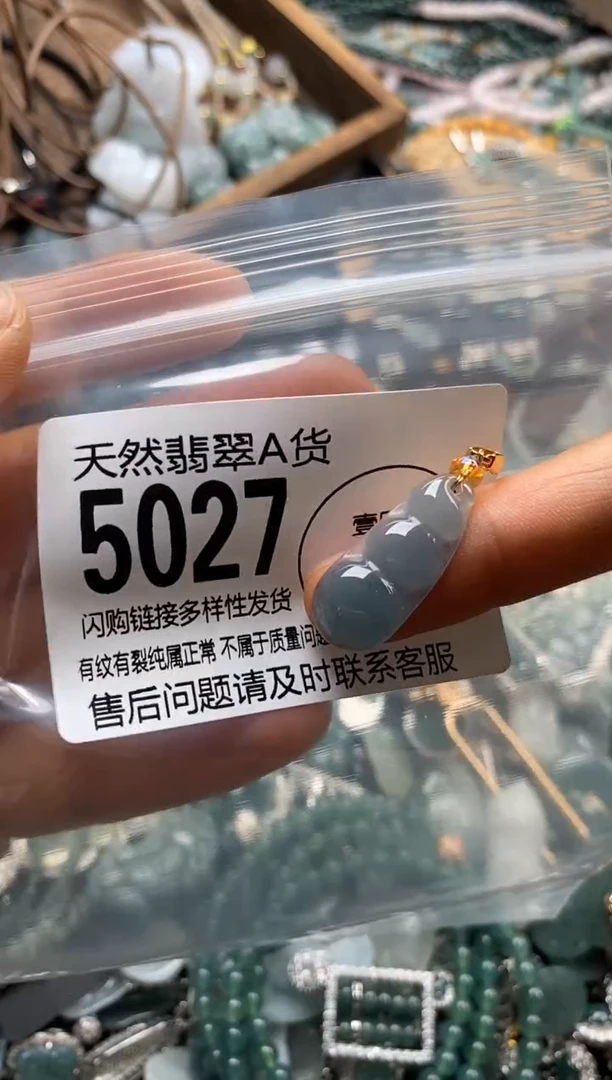 天然翡翠A货
5027
壹
闪购链接多样性发货
有纹有裂纯属正常 不属于质量问题
售后问题请及时联系客服